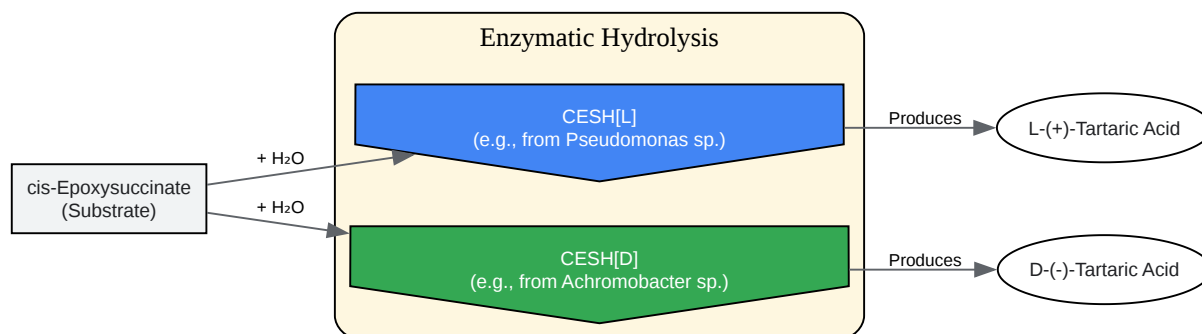 Enzymatic Hydrolysis
cis-Epoxysuccinate
(Substrate)
+ H₂O
+ H₂O
CESH[L]
(e.g., from Pseudomonas sp.)
Produces
L-(+)-Tartaric Acid
CESH[D]
(e.g., from Achromobacter sp.)
Produces
D-(-)-Tartaric Acid